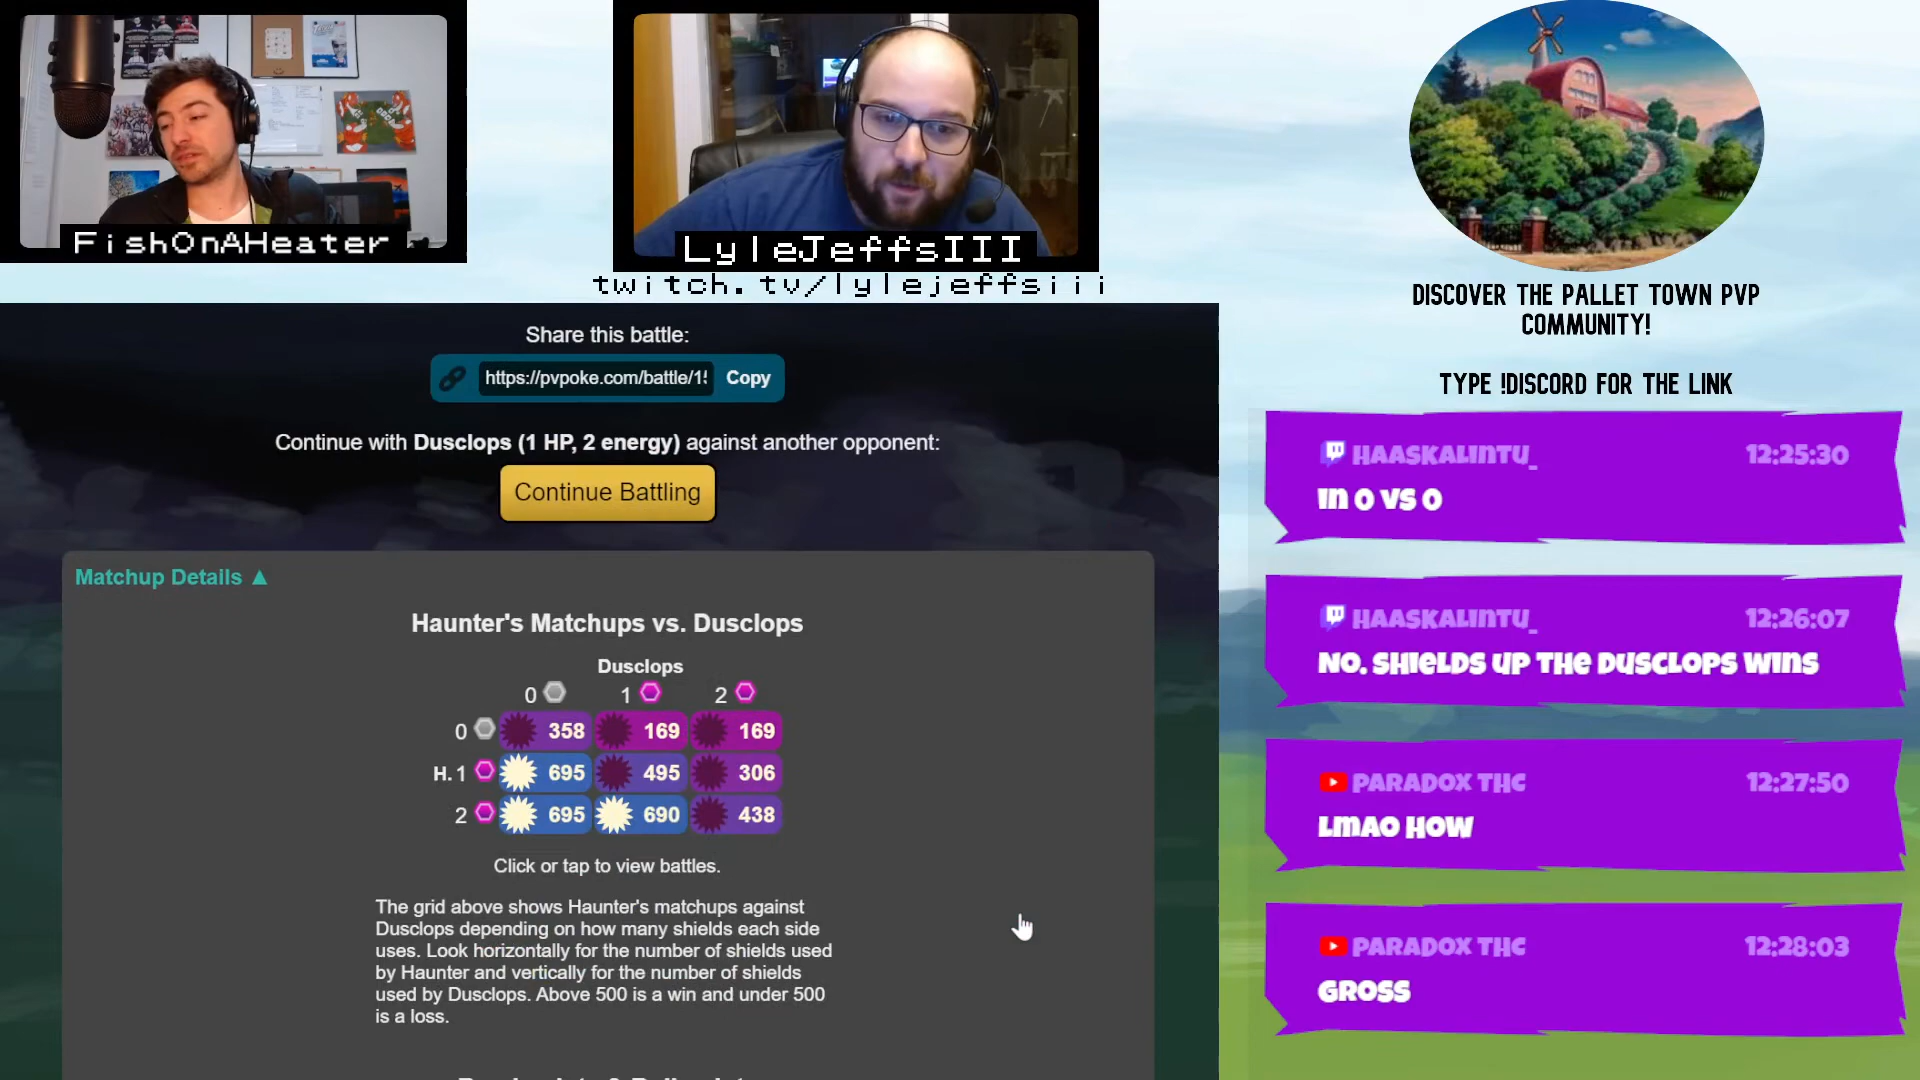 FishOnAHeater
LyleJeffsIII
twitch.tv/lylejeffsiii
DISCOVER THE PALLET TOWN PVP
COMMUNITY!
TYPE !DISCORD FOR THE LINK
Share this battle:
https://pvpoke.com/battle/15 Copy
Continue with Dusclops (1 HP, 2 energy) against another opponent:
Continue Battling
Matchup Details ▲
Haunter's Matchups vs. Dusclops
Dusclops
0 1 2
0 358 169 169
H. 1 695 495 306
2 695 690 438
Click or tap to view battles.
The grid above shows Haunter's matchups against
Dusclops depending on how many shields each side
uses. Look horizontally for the number of shields used
by Haunter and vertically for the number of shields
used by Dusclops. Above 500 is a win and under 500
is a loss.
HAASKALINTU_ 12:25:30
In 0 vs 0
HAASKALINTU_ 12:26:07
No. Shields up the dusclops wins
PARADOX THC 12:27:50
Lmao how
PARADOX THC 12:28:03
Gross